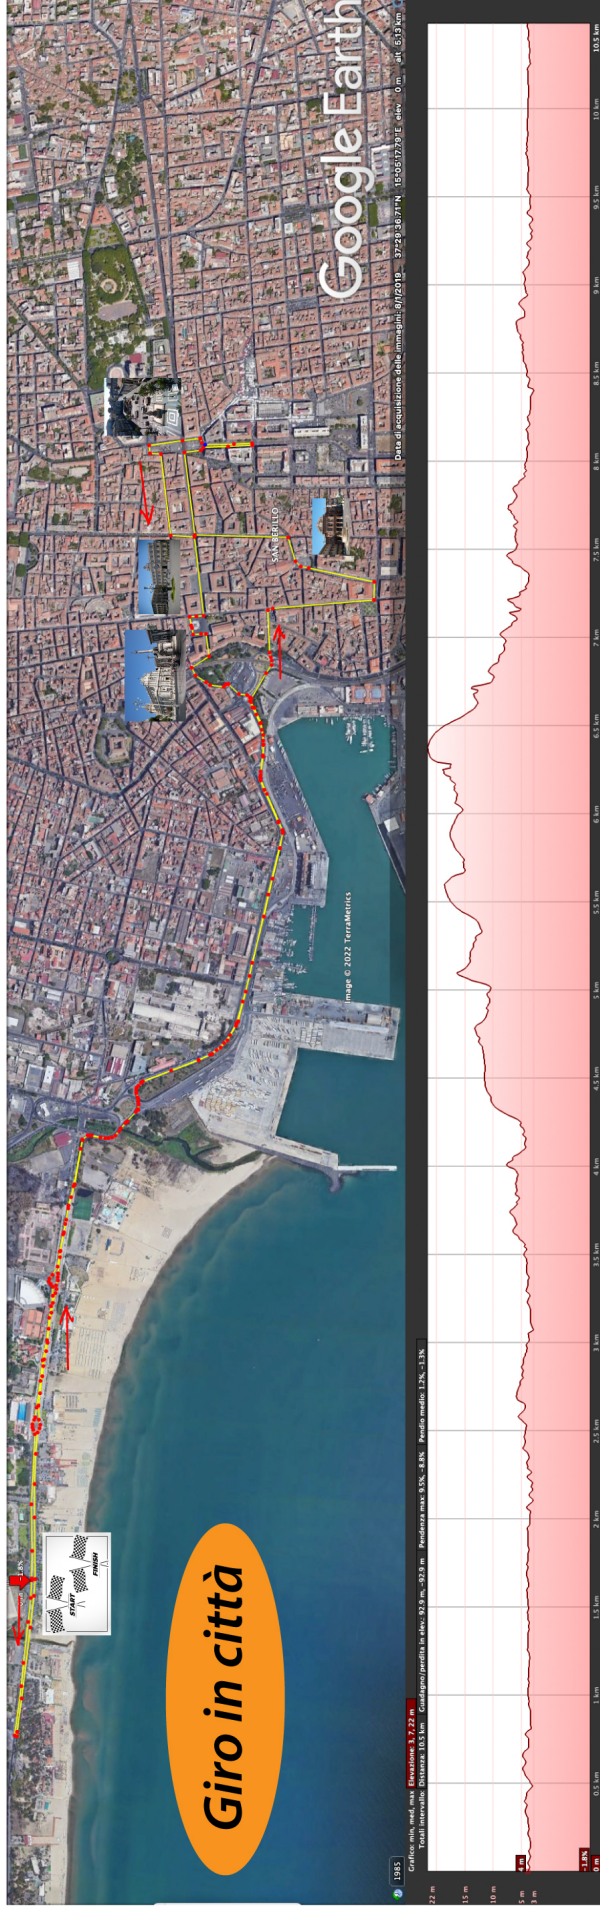 Giro in città
START
FINISH
-1.8%
SAN BERILLO
Image © 2022 TerraMetrics
Google Earth
1985
Data di acquisizione delle immagini: 8/1/2019 37°29'36.71"N 15°05'17.79"E elev 0 m alt 5.13 km
Grafico: min, med, max Elevazione: 3, 7, 22 m
Totali intervallo: Distanza: 10.5 km Guadagno/perdita in elev.: 92.9 m, -92.9 m Pendenza max: 9.5%, -8.8% Pendio medio: 1.2%, -1.3%
22 m
15 m
10 m
5 m
3 m
4 m
-1.8%
0 m 0.5 km 1 km 1.5 km 2 km 2.5 km 3 km 3.5 km 4 km 4.5 km 5 km 5.5 km 6 km 6.5 km 7 km 7.5 km 8 km 8.5 km 9 km 9.5 km 10 km 10.5 km